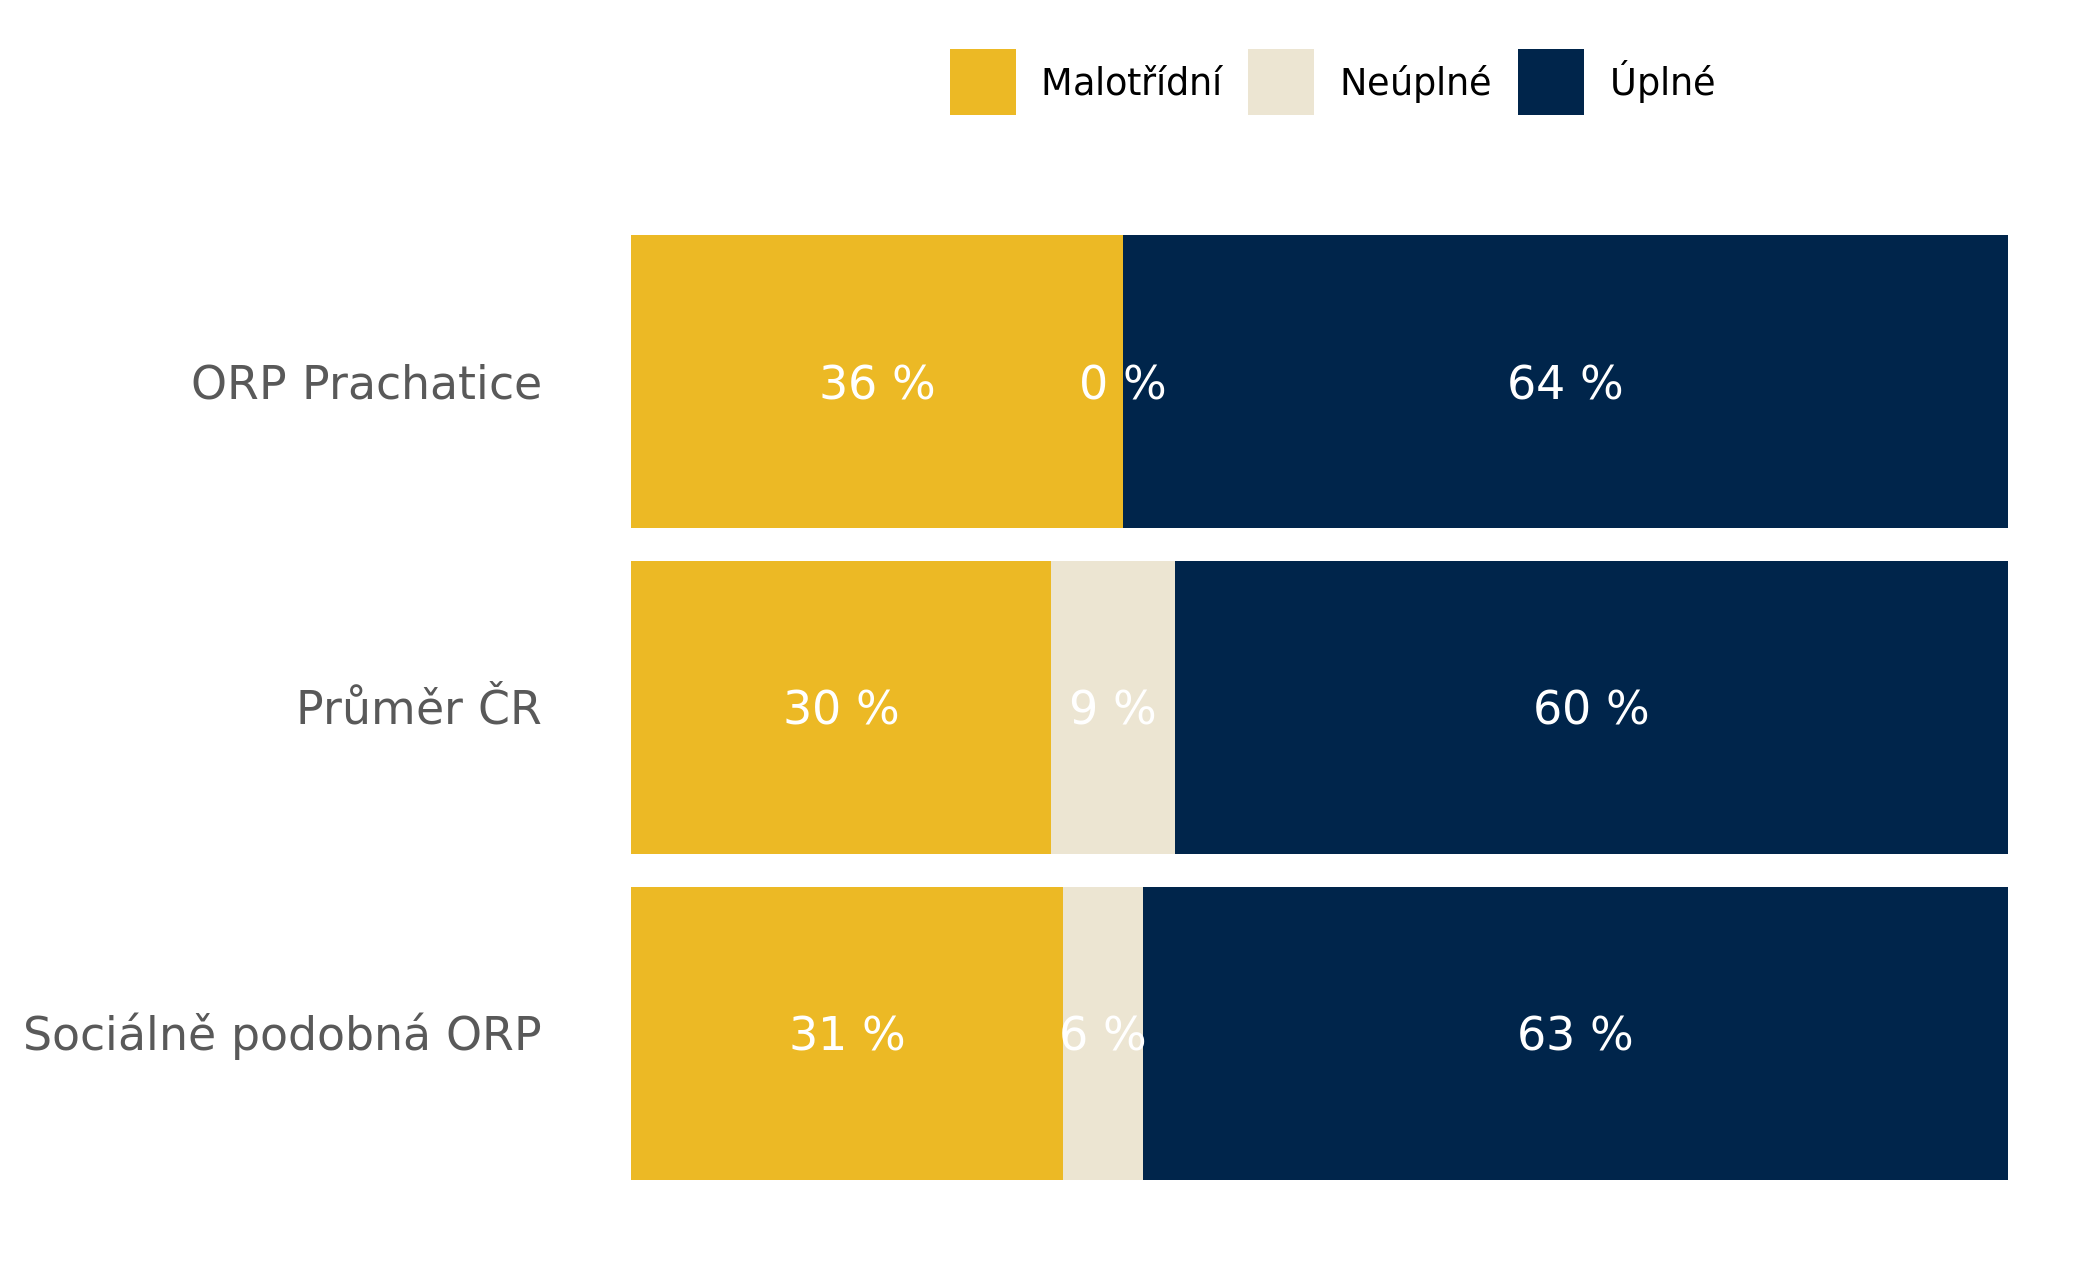 Malotřídní Neúplné Úplné
ORP Prachatice 36 % 0 % 64 %
Průměr ČR 30 % 9 % 60 %
Sociálně podobná ORP 31 % 6 % 63 %